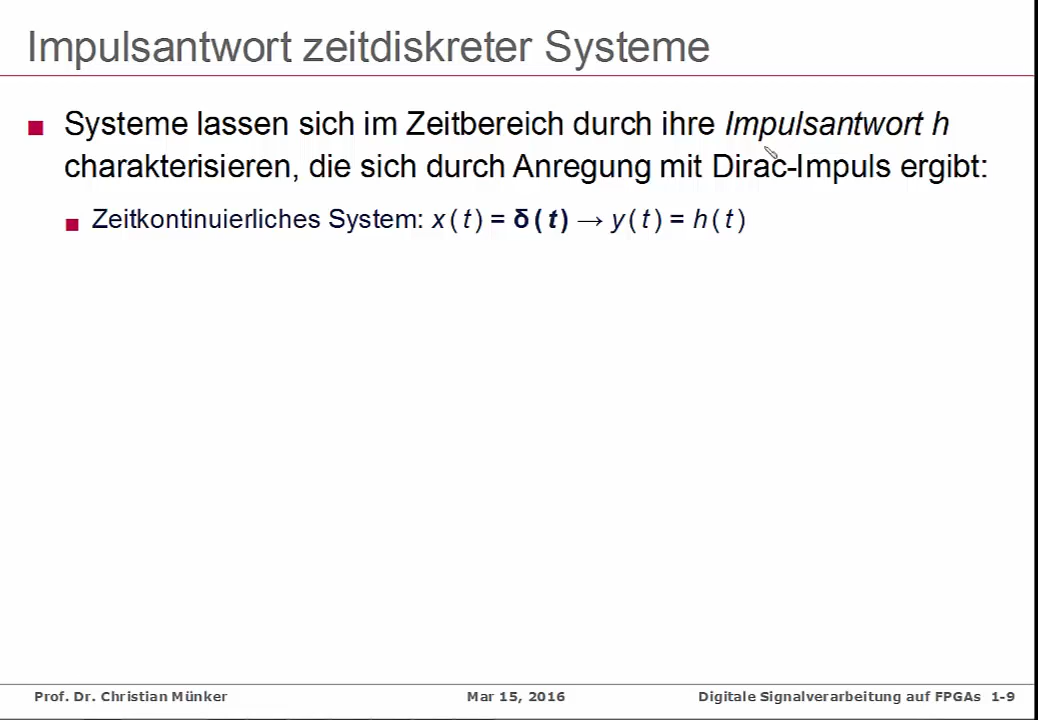 Impulsantwort zeitdiskreter Systeme
■ Systeme lassen sich im Zeitbereich durch ihre Impulsantwort h
charakterisieren, die sich durch Anregung mit Dirac-Impuls ergibt:
■ Zeitkontinuierliches System: x(t) = δ(t) → y(t) = h(t)
Prof. Dr. Christian Münker Mar 15, 2016 Digitale Signalverarbeitung auf FPGAs 1-9